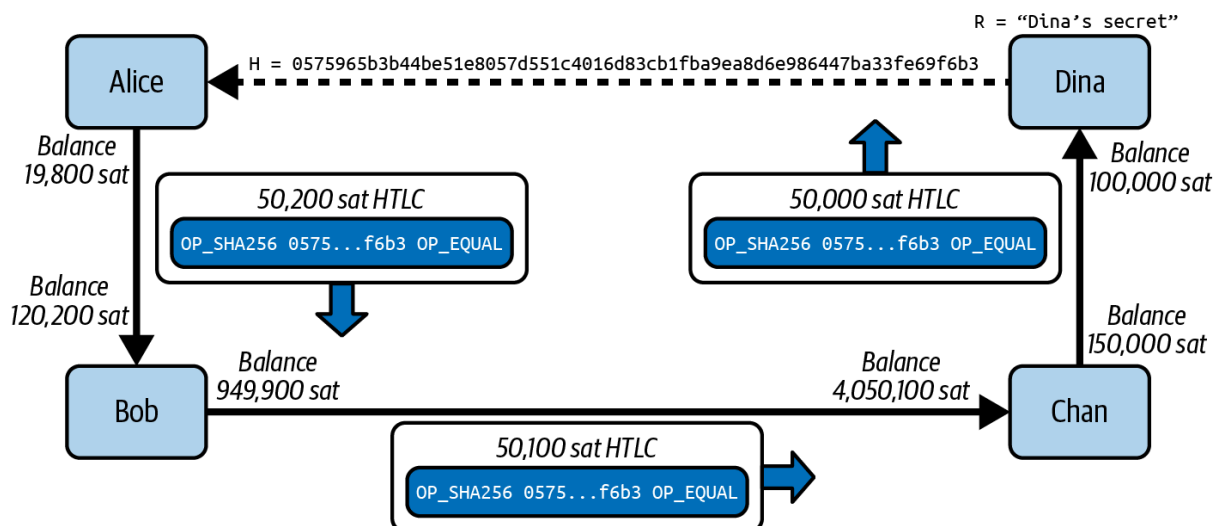 R = “Dina’s secret”
Alice
H = 0575965b3b44be51e8057d551c4016d83cb1fba9ea8d6e986447ba33fe69f6b3
Dina
Balance
19,800 sat
50,200 sat HTLC
OP_SHA256 0575...f6b3 OP_EQUAL
50,000 sat HTLC
OP_SHA256 0575...f6b3 OP_EQUAL
Balance
100,000 sat
Balance
120,200 sat
Balance
150,000 sat
Bob
Balance
949,900 sat
Balance
4,050,100 sat
Chan
50,100 sat HTLC
OP_SHA256 0575...f6b3 OP_EQUAL